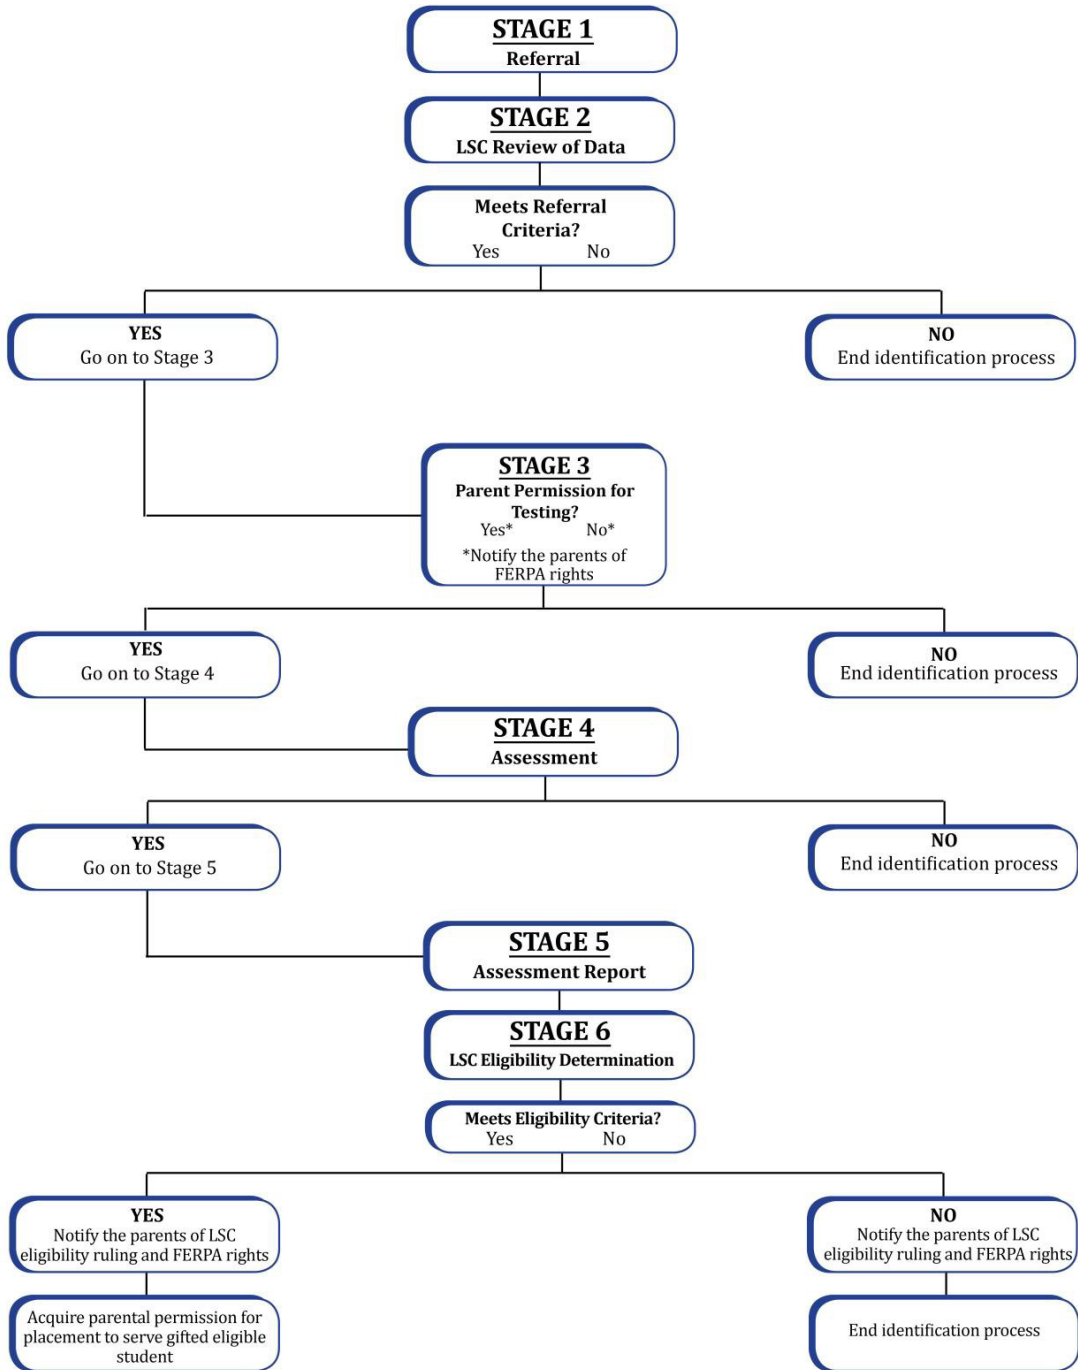 STAGE 1
Referral
STAGE 2
LSC Review of Data
Meets Referral
Criteria?
Yes No
YES
Go on to Stage 3
NO
End identification process
STAGE 3
Parent Permission for
Testing?
Yes* No*
*Notify the parents of
FERPA rights
YES
Go on to Stage 4
NO
End identification process
STAGE 4
Assessment
YES
Go on to Stage 5
NO
End identification process
STAGE 5
Assessment Report
STAGE 6
LSC Eligibility Determination
Meets Eligibility Criteria?
Yes No
YES
Notify the parents of LSC
eligibility ruling and FERPA rights
NO
Notify the parents of LSC
eligibility ruling and FERPA rights
Acquire parental permission for
placement to serve gifted eligible
student
End identification process